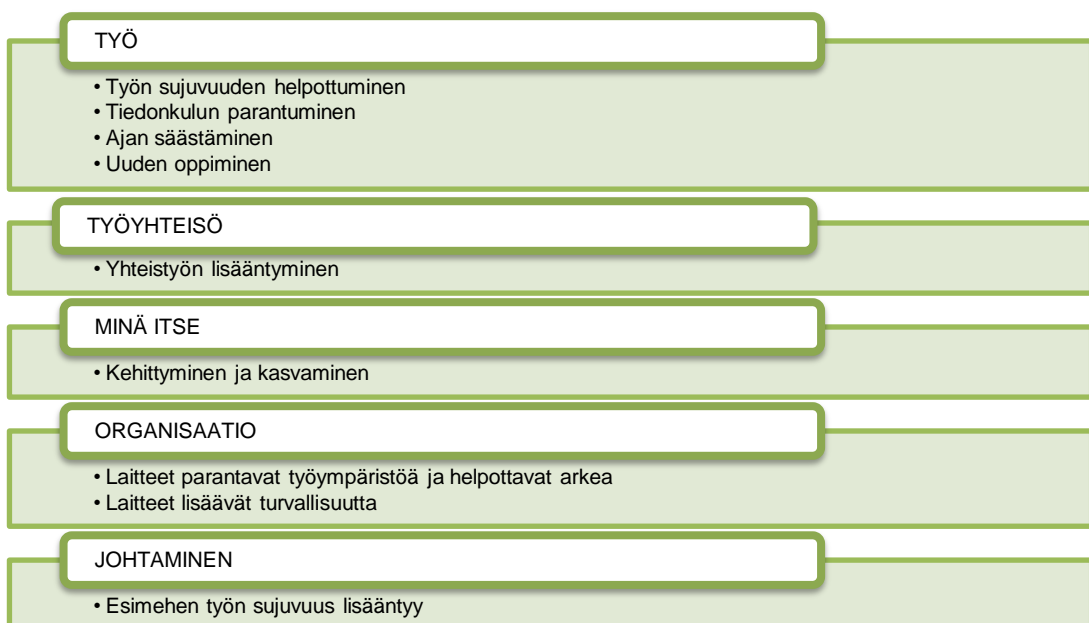 TYÖ
• Työn sujuvuuden helpottuminen
• Tiedonkulun parantuminen
• Ajan säästäminen
• Uuden oppiminen
TYÖYHTEISÖ
• Yhteistyön lisääntyminen
MINÄ ITSE
• Kehittyminen ja kasvaminen
ORGANISAATIO
• Laitteet parantavat työympäristöä ja helpottavat arkea
• Laitteet lisäävät turvallisuutta
JOHTAMINEN
• Esimehen työn sujuvuus lisääntyy